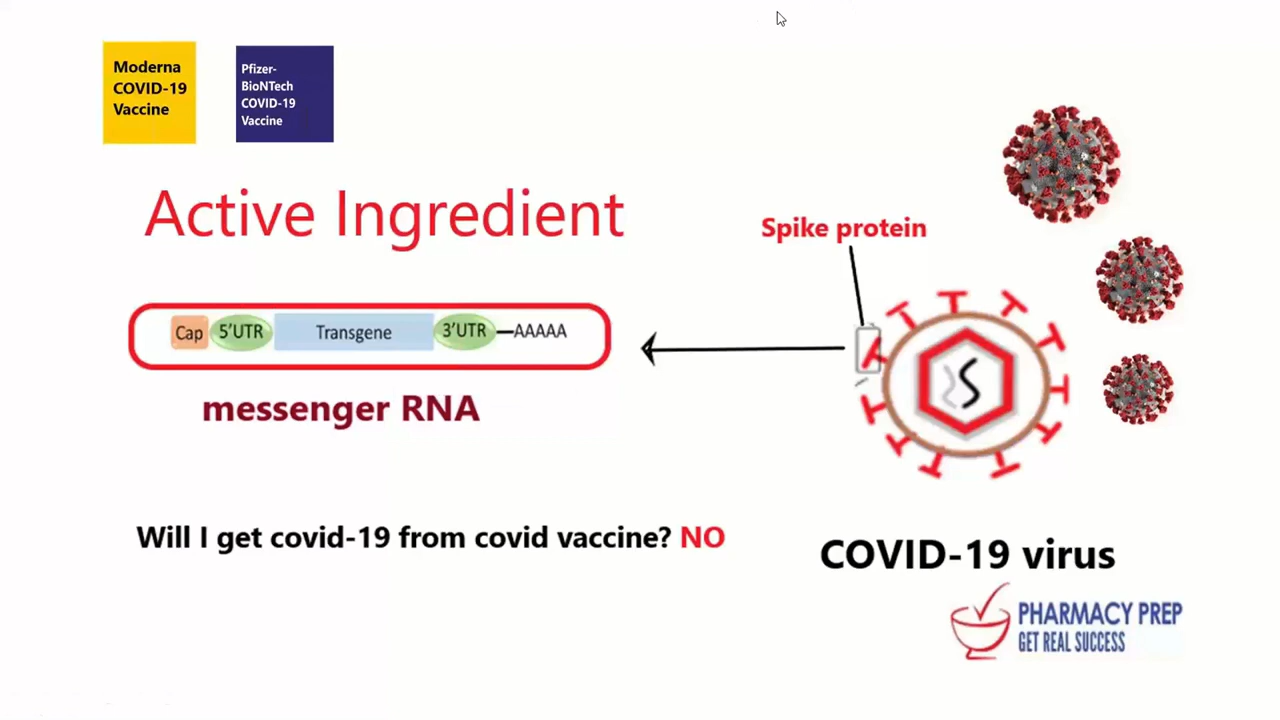 Moderna
COVID-19
Vaccine
Pfizer-
BioNTech
COVID-19
Vaccine
Active Ingredient
Spike protein
Cap 5'UTR Transgene 3'UTR AAAAA
messenger RNA
Will I get covid-19 from covid vaccine? NO
COVID-19 virus
PHARMACY PREP
GET REAL SUCCESS